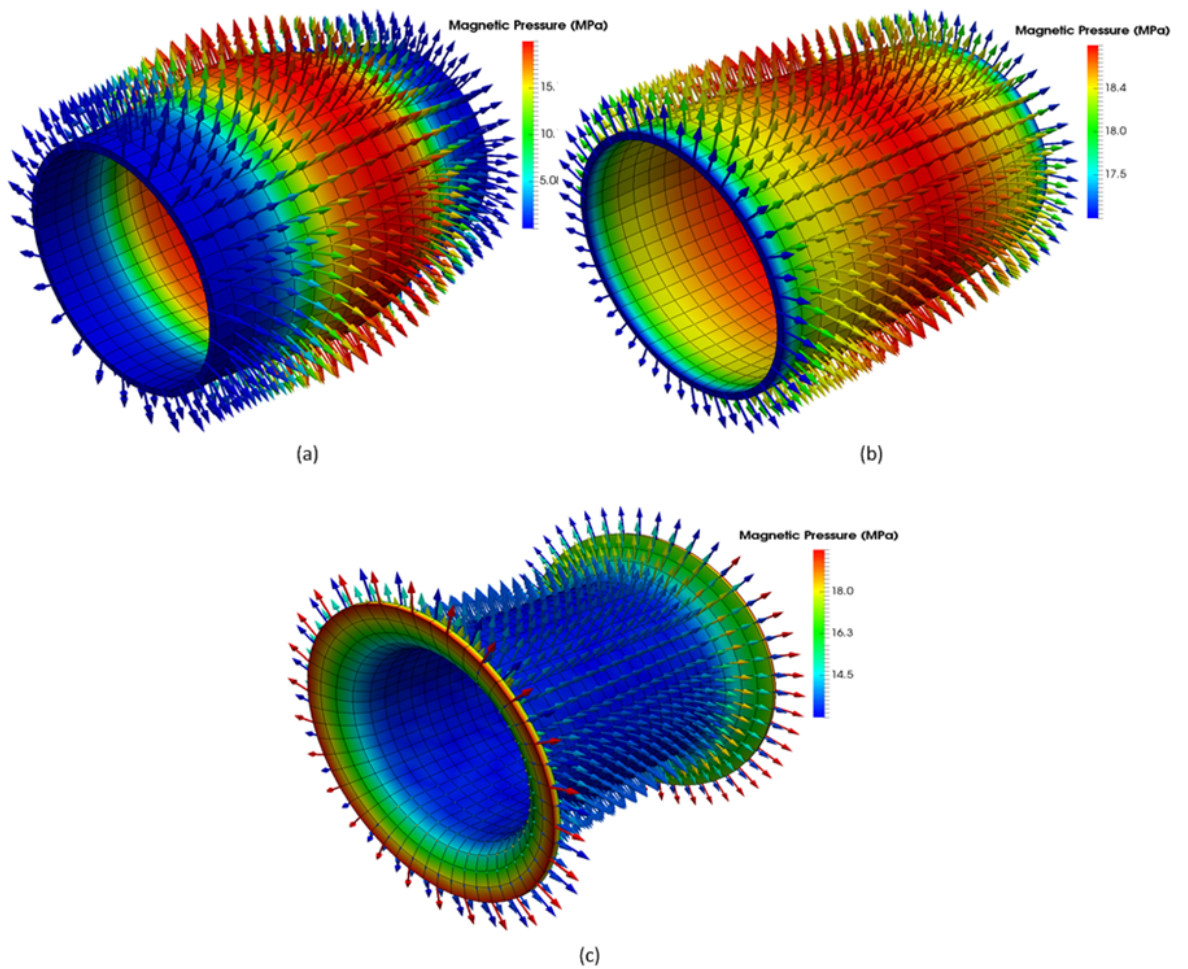 Magnetic Pressure (MPa)
15.
10.
5.0
(a)
Magnetic Pressure (MPa)
18.4
18.0
17.5
(b)
Magnetic Pressure (MPa)
18.0
16.3
14.5
(c)